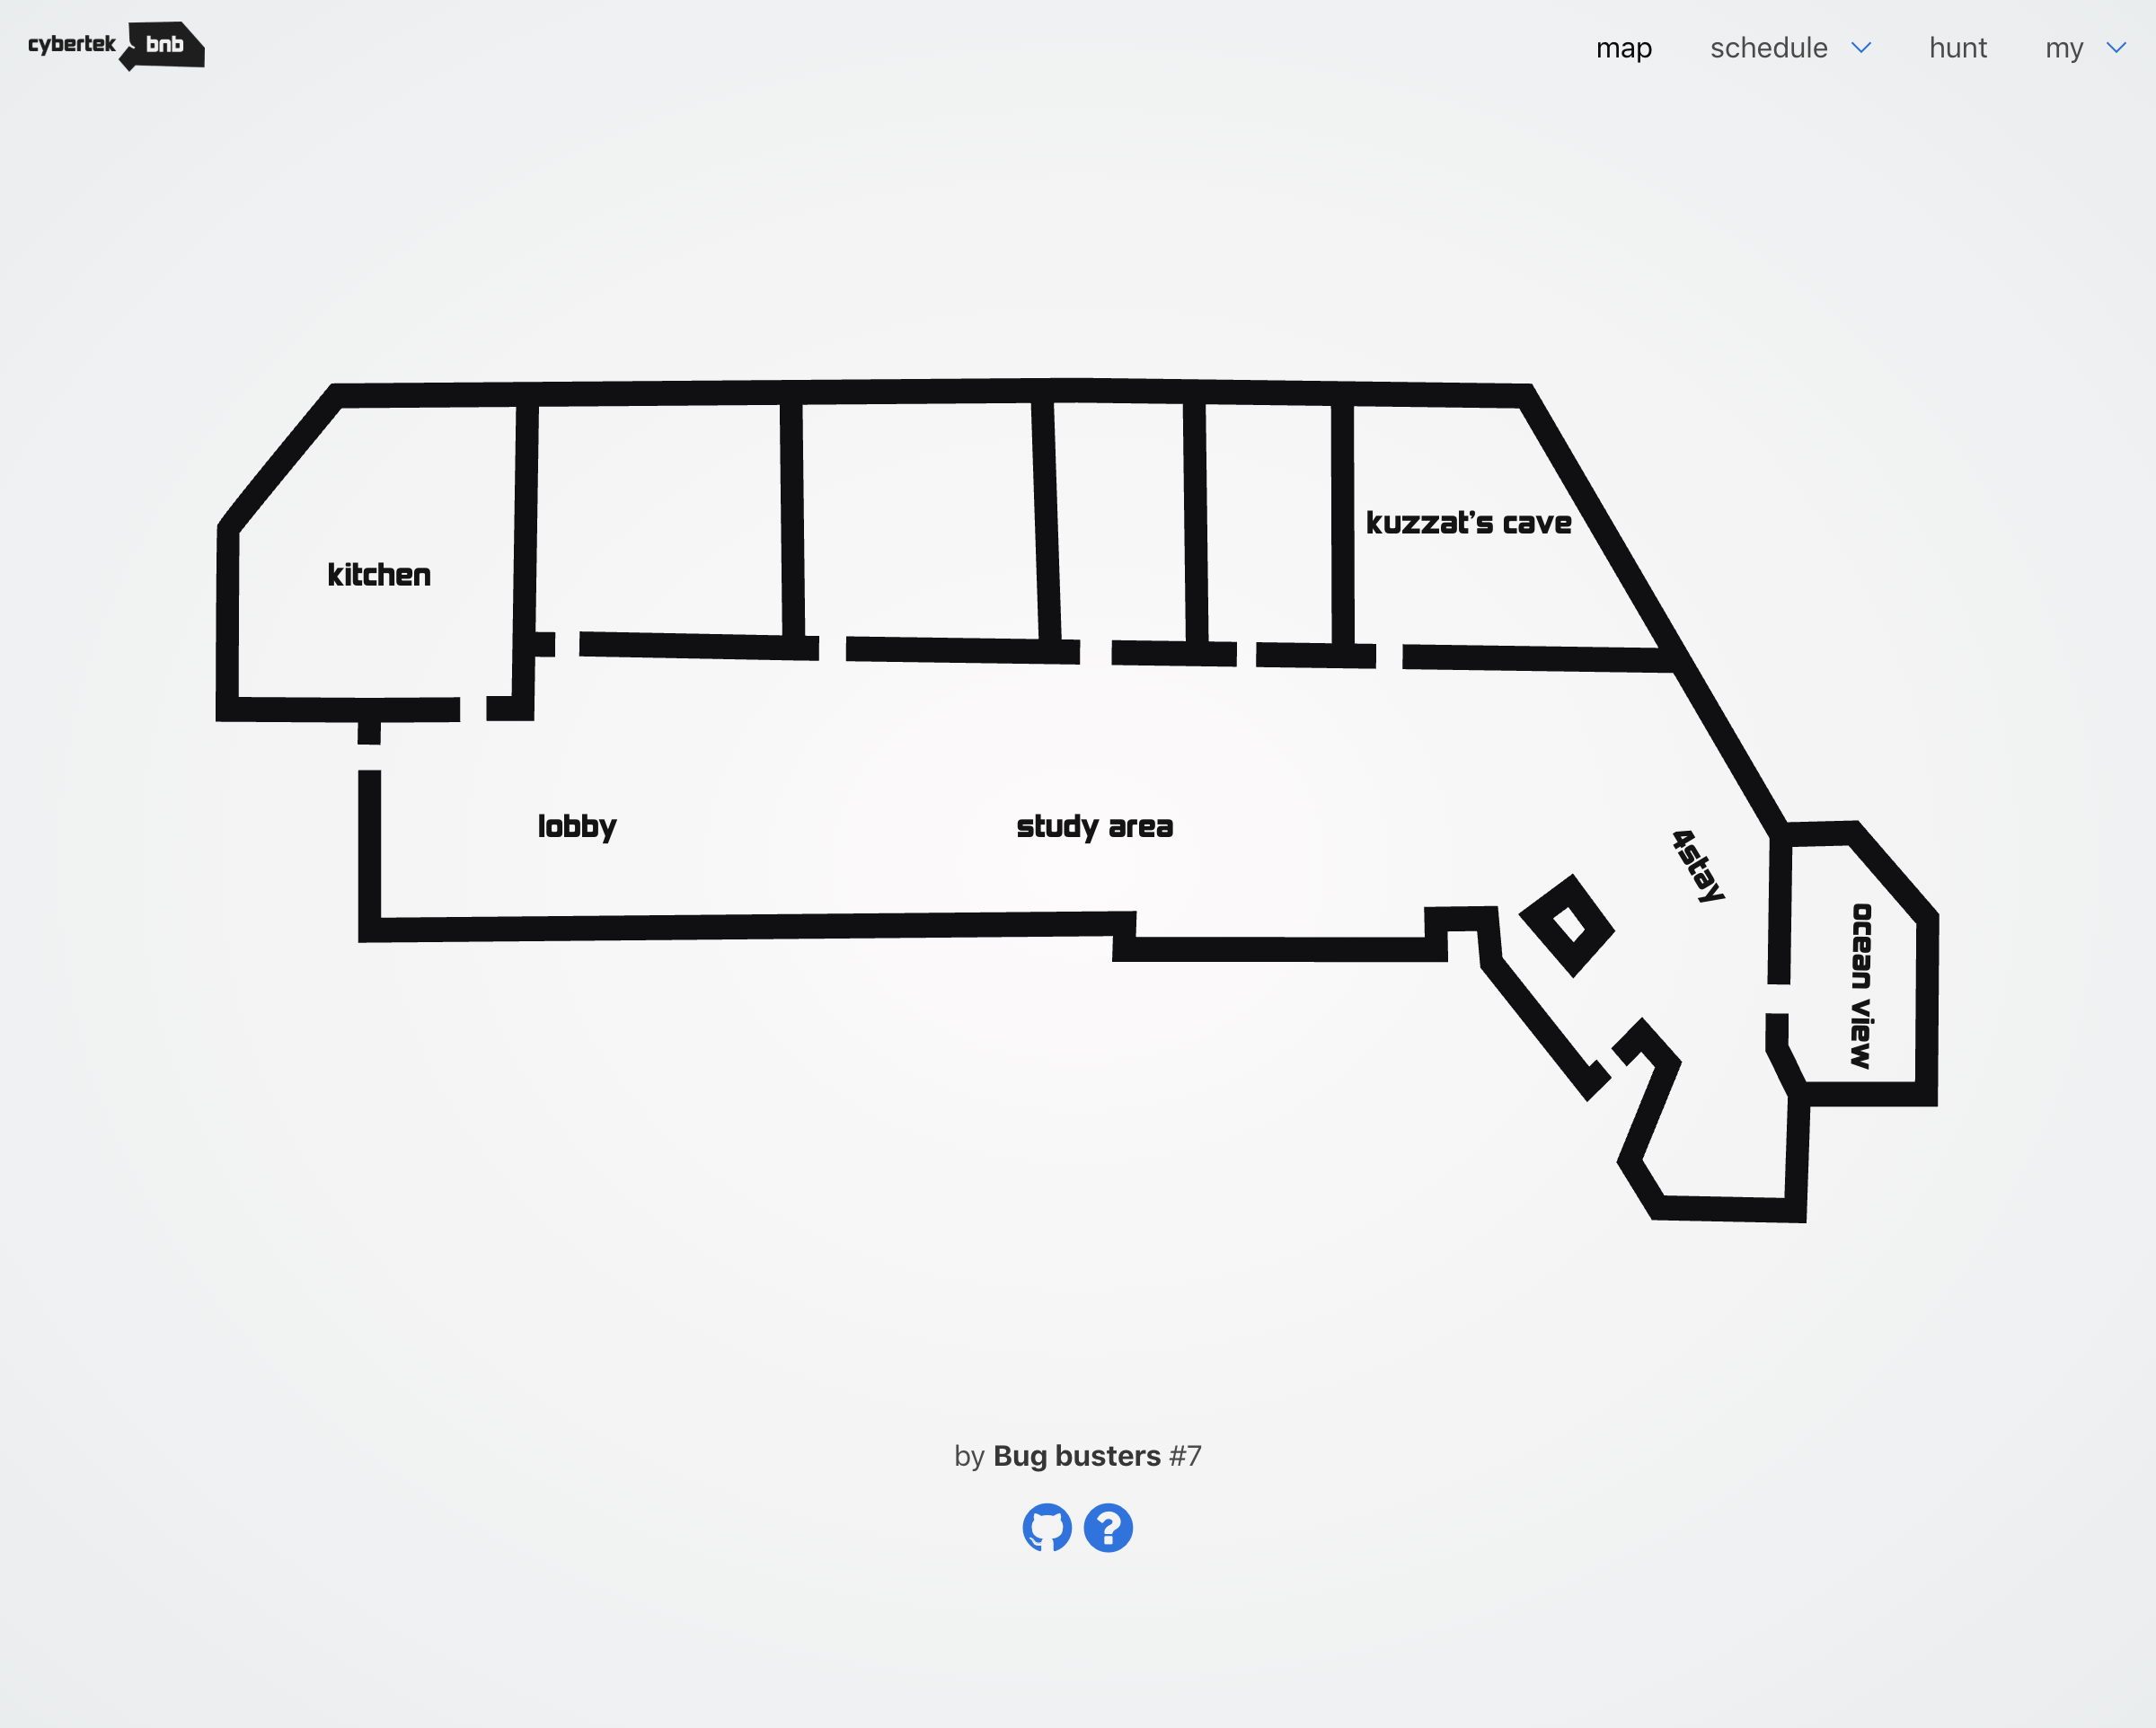 cybertek bnb
map schedule hunt my
kuzzat's cave
kitchen
lobby
study area
4stay
ocean view
by Bug busters #7
?